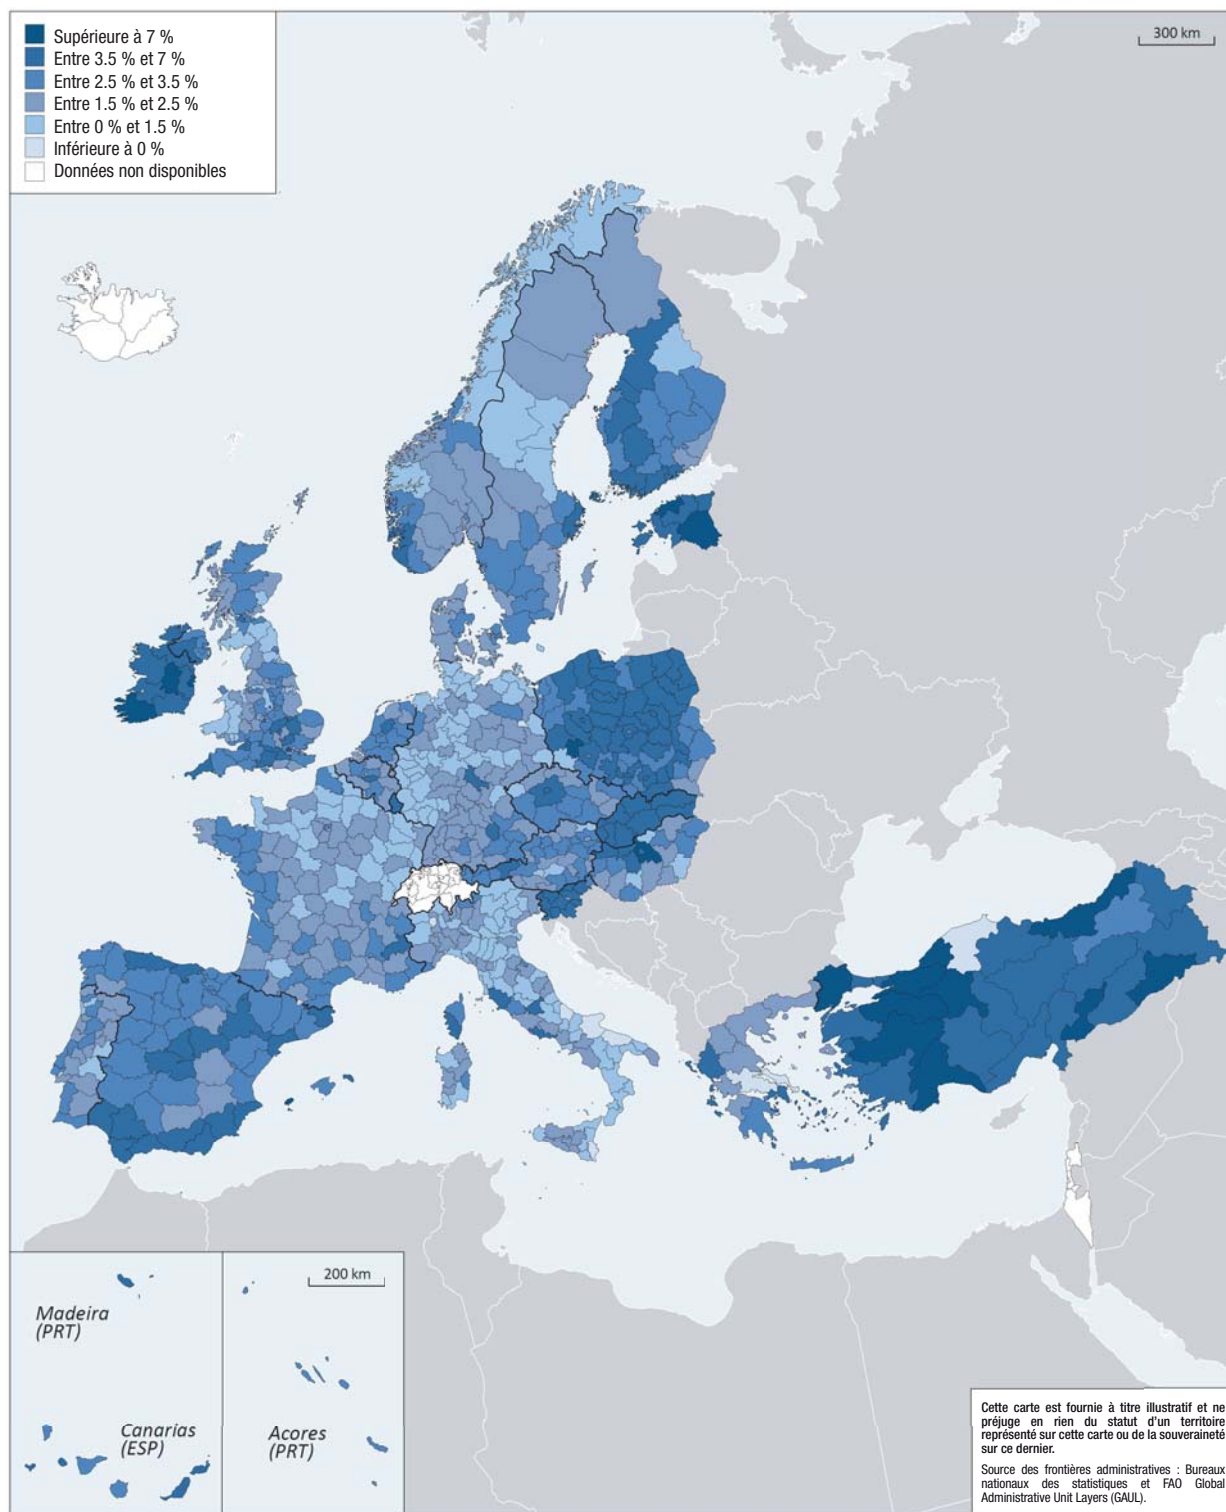 Supérieure à 7 %
Entre 3.5 % et 7 %
Entre 2.5 % et 3.5 %
Entre 1.5 % et 2.5 %
Entre 0 % et 1.5 %
Inférieure à 0 %
Données non disponibles
300 km
200 km
Madeira
(PRT)
Canarias
(ESP)
Acores
(PRT)
Cette carte est fournie à titre illustratif et ne
préjuge en rien du statut d'un territoire
représenté sur cette carte ou de la souveraineté
sur ce dernier.
Source des frontières administratives : Bureaux
nationaux des statistiques et FAO Global
Administrative Unit Layers (GAUL).